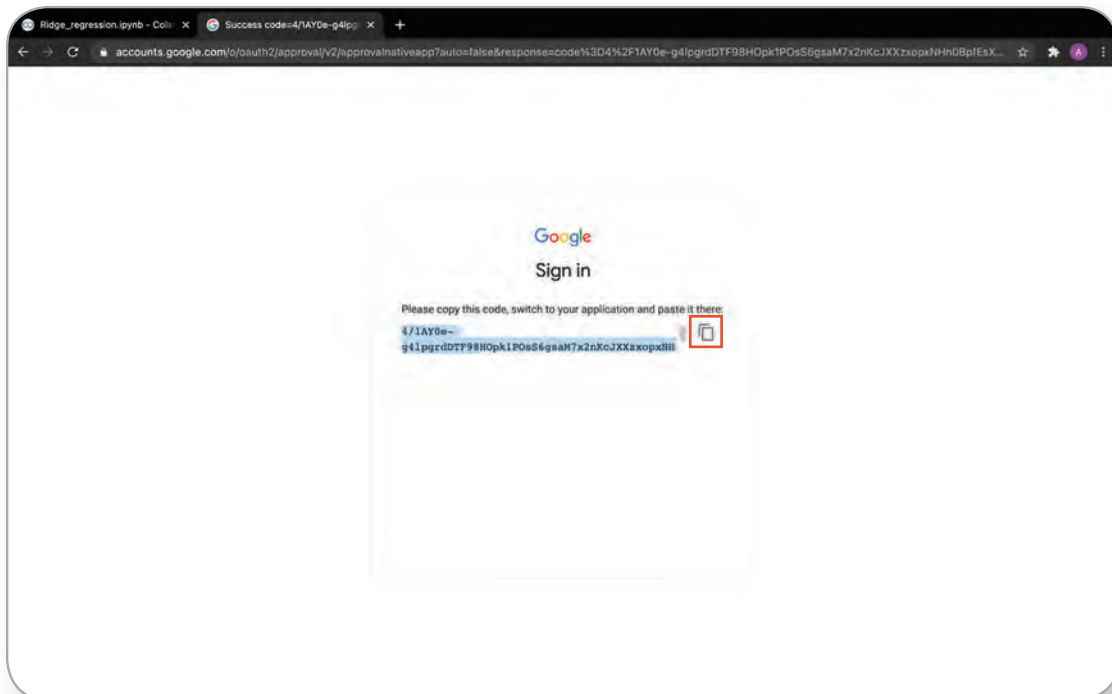 Ridge_regression.ipynb - Cola
Success code=4/1AY0e-g4lpg
accounts.google.com/o/oauth2/approval/v2/approvalnativeapp?auto=false&response=code%3D4%2F1AY0e-g4lpgrdDTF98HOpk1POsS6gsaM7x2nKcJXXzxopxNHnDBpfEsX...
A
Google
Sign in
Please copy this code, switch to your application and paste it there:
4/1AY0e-
g4lpgrdDTF98HOpk1POsS6gsaM7x2nKcJXXzxopxNH